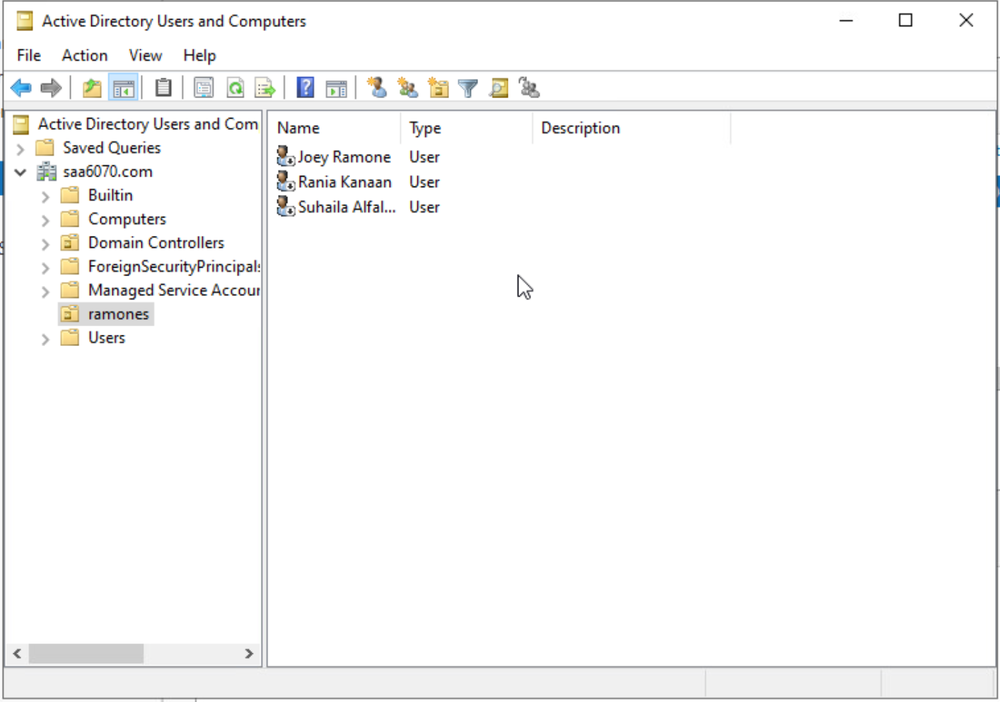 Active Directory Users and Computers
File Action View Help
Active Directory Users and Com
Saved Queries
saa6070.com
Builtin
Computers
Domain Controllers
ForeignSecurityPrincipals
Managed Service Accour
ramones
Users
Name Type Description
Joey Ramone User
Rania Kanaan User
Suhaila Alfal... User